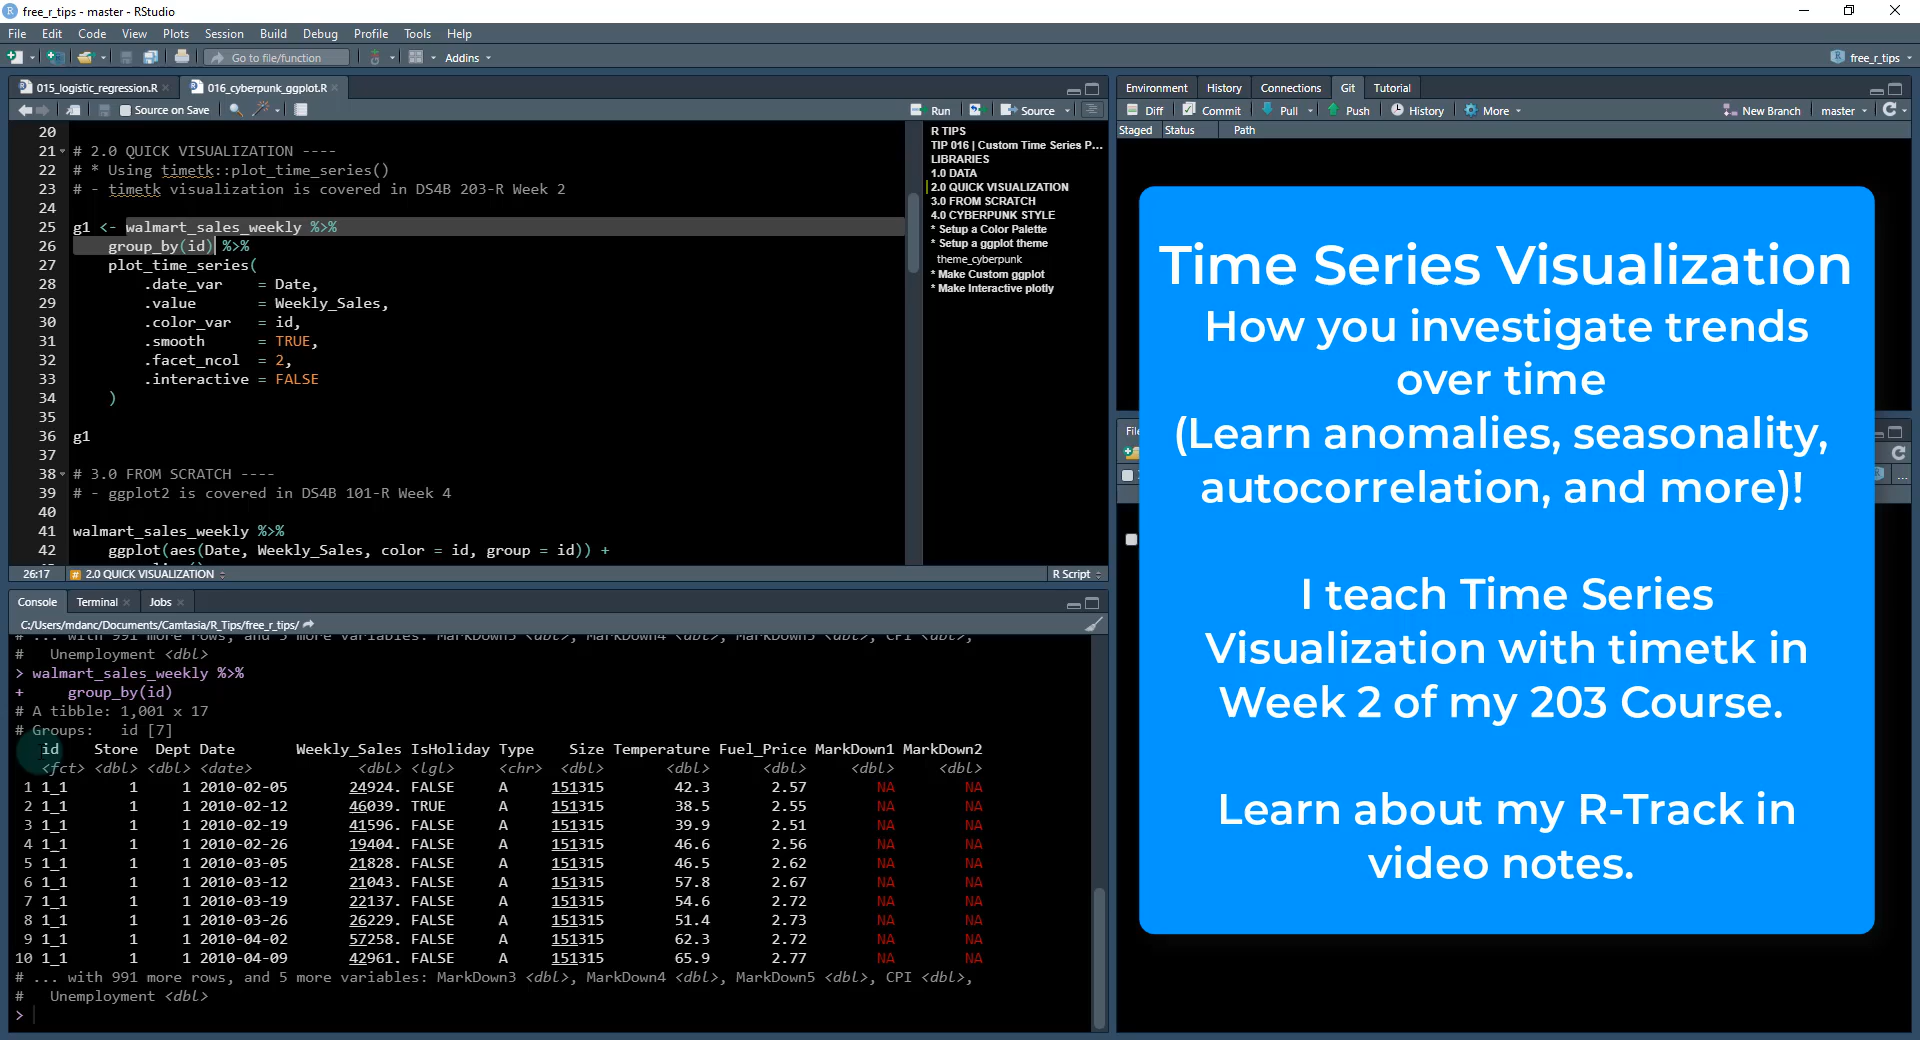 free_r_tips - master - RStudio
File Edit Code View Plots Session Build Debug Profile Tools Help
Go to file/function Addins free_r_tips
015_logistic_regression.R 016_cyberpunk_ggplot.R
Source on Save Run Source
20
21 # 2.0 QUICK VISUALIZATION ----
22 # * Using timetk::plot_time_series()
23 # - timetk visualization is covered in DS4B 203-R Week 2
24
25 g1 <- walmart_sales_weekly %>%
26 group_by(id) %>%
27 plot_time_series(
28 .date_var = Date,
29 .value = Weekly_Sales,
30 .color_var = id,
31 .smooth = TRUE,
32 .facet_ncol = 2,
33 .interactive = FALSE
34 )
35
36 g1
37
38 # 3.0 FROM SCRATCH ----
39 # - ggplot2 is covered in DS4B 101-R Week 4
40
41 walmart_sales_weekly %>%
42 ggplot(aes(Date, Weekly_Sales, color = id, group = id)) +
26:17 2.0 QUICK VISUALIZATION R Script
R TIPS
TIP 016 | Custom Time Series P...
LIBRARIES
1.0 DATA
2.0 QUICK VISUALIZATION
3.0 FROM SCRATCH
4.0 CYBERPUNK STYLE
* Setup a Color Palette
* Setup a ggplot theme
theme_cyberpunk
* Make Custom ggplot
* Make Interactive plotly
Console Terminal Jobs
C:/Users/mdanc/Documents/Camtasia/R_Tips/free_r_tips/
# ... with 991 more rows, and 5 more variables: MarkDown3 <dbl>, MarkDown4 <dbl>, MarkDown5 <dbl>, CPI <dbl>,
# Unemployment <dbl>
> walmart_sales_weekly %>%
+ group_by(id)
# A tibble: 1,001 x 17
# Groups: id [7]
id Store Dept Date Weekly_Sales IsHoliday Type Size Temperature Fuel_Price MarkDown1 MarkDown2
<fct> <dbl> <dbl> <date> <dbl> <lgl> <chr> <dbl> <dbl> <dbl> <dbl> <dbl>
1 1_1 1 1 2010-02-05 24924. FALSE A 151315 42.3 2.57 NA NA
2 1_1 1 1 2010-02-12 46039. TRUE A 151315 38.5 2.55 NA NA
3 1_1 1 1 2010-02-19 41596. FALSE A 151315 39.9 2.51 NA NA
4 1_1 1 1 2010-02-26 19404. FALSE A 151315 46.6 2.56 NA NA
5 1_1 1 1 2010-03-05 21828. FALSE A 151315 46.5 2.62 NA NA
6 1_1 1 1 2010-03-12 21043. FALSE A 151315 57.8 2.67 NA NA
7 1_1 1 1 2010-03-19 22137. FALSE A 151315 54.6 2.72 NA NA
8 1_1 1 1 2010-03-26 26229. FALSE A 151315 51.4 2.73 NA NA
9 1_1 1 1 2010-04-02 57258. FALSE A 151315 62.3 2.72 NA NA
10 1_1 1 1 2010-04-09 42961. FALSE A 151315 65.9 2.77 NA NA
# ... with 991 more rows, and 5 more variables: MarkDown3 <dbl>, MarkDown4 <dbl>, MarkDown5 <dbl>, CPI <dbl>,
# Unemployment <dbl>
>
Environment History Connections Git Tutorial
Diff Commit Pull Push History More New Branch master
Staged Status Path
Time Series Visualization
How you investigate trends
over time
(Learn anomalies, seasonality,
autocorrelation, and more)!
I teach Time Series
Visualization with timetk in
Week 2 of my 203 Course.
Learn about my R-Track in
video notes.